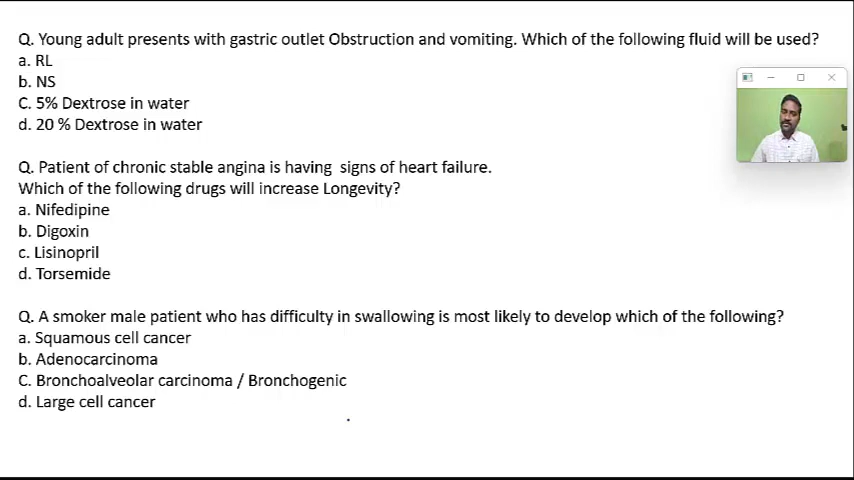 Q. Young adult presents with gastric outlet Obstruction and vomiting. Which of the following fluid will be used?
a. RL
b. NS
C. 5% Dextrose in water
d. 20 % Dextrose in water
Q. Patient of chronic stable angina is having signs of heart failure.
Which of the following drugs will increase Longevity?
a. Nifedipine
b. Digoxin
c. Lisinopril
d. Torsemide
Q. A smoker male patient who has difficulty in swallowing is most likely to develop which of the following?
a. Squamous cell cancer
b. Adenocarcinoma
C. Bronchoalveolar carcinoma / Bronchogenic
d. Large cell cancer